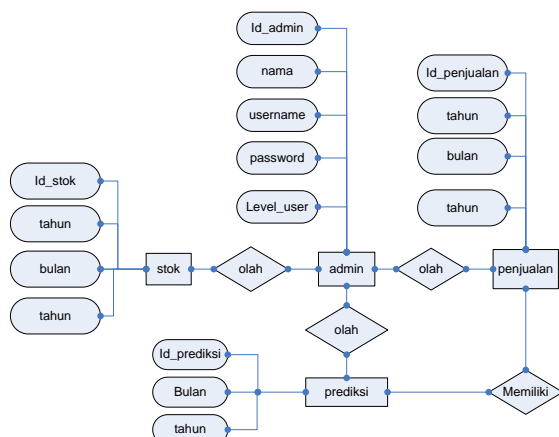 Id_admin
nama
username
password
Level_user
Id_penjualan
tahun
bulan
tahun
Id_stok
tahun
bulan
tahun
stok
olah
admin
olah
penjualan
olah
Id_prediksi
Bulan
tahun
prediksi
Memiliki